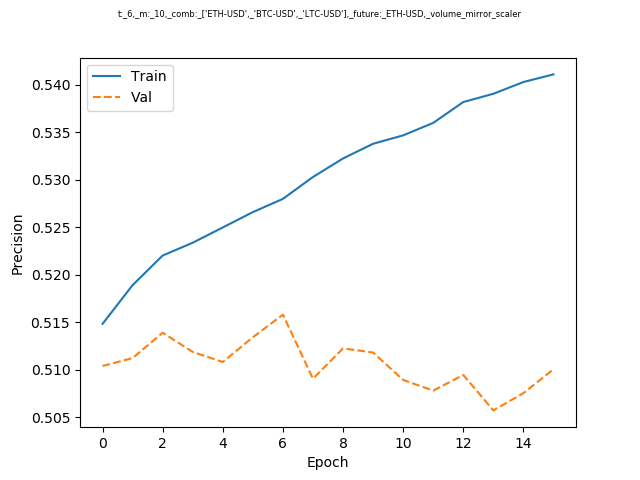 t:_6,_m:_10,_comb:_['ETH-USD',_'BTC-USD',_'LTC-USD'],_future:_ETH-USD,_volume_mirror_scaler
Train
Val
0.540
0.535
0.530
0.525
0.520
0.515
0.510
0.505
Precision
0 2 4 6 8 10 12 14
Epoch